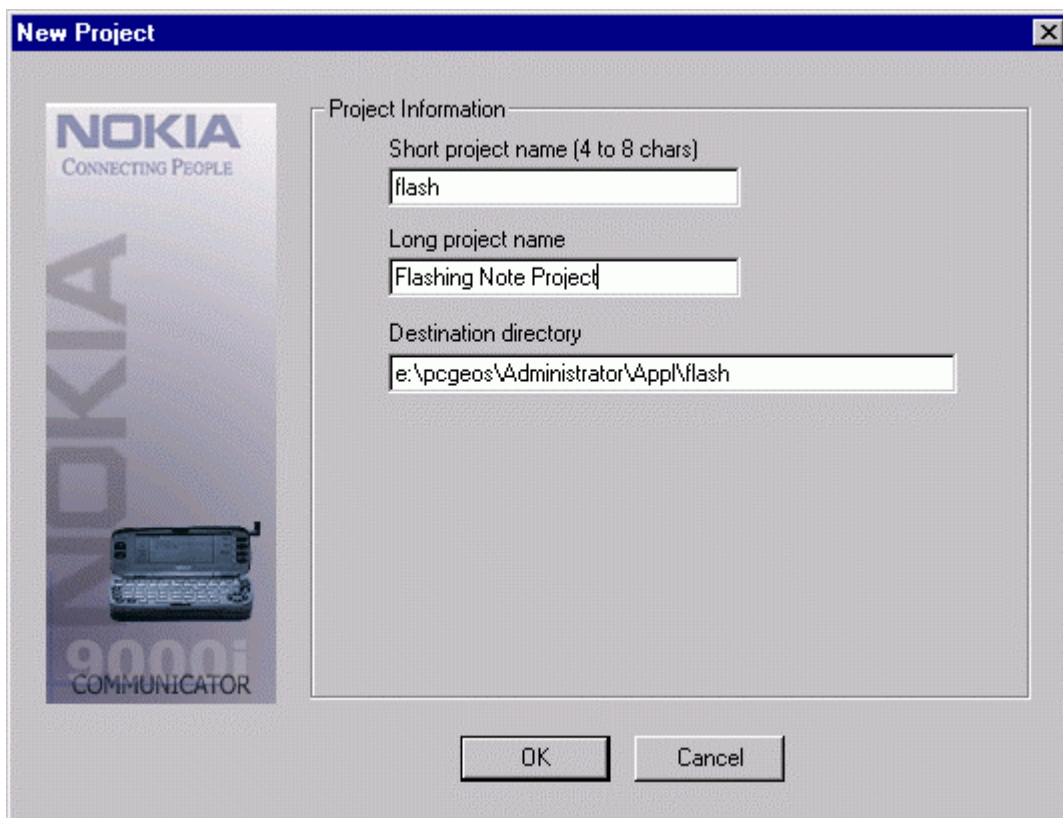 New Project
NOKIA
CONNECTING PEOPLE
NOKIA
9000i
COMMUNICATOR
Project Information
Short project name (4 to 8 chars)
flash
Long project name
Flashing Note Project
Destination directory
e:\pcgeos\Administrator\Appl\flash
OK
Cancel